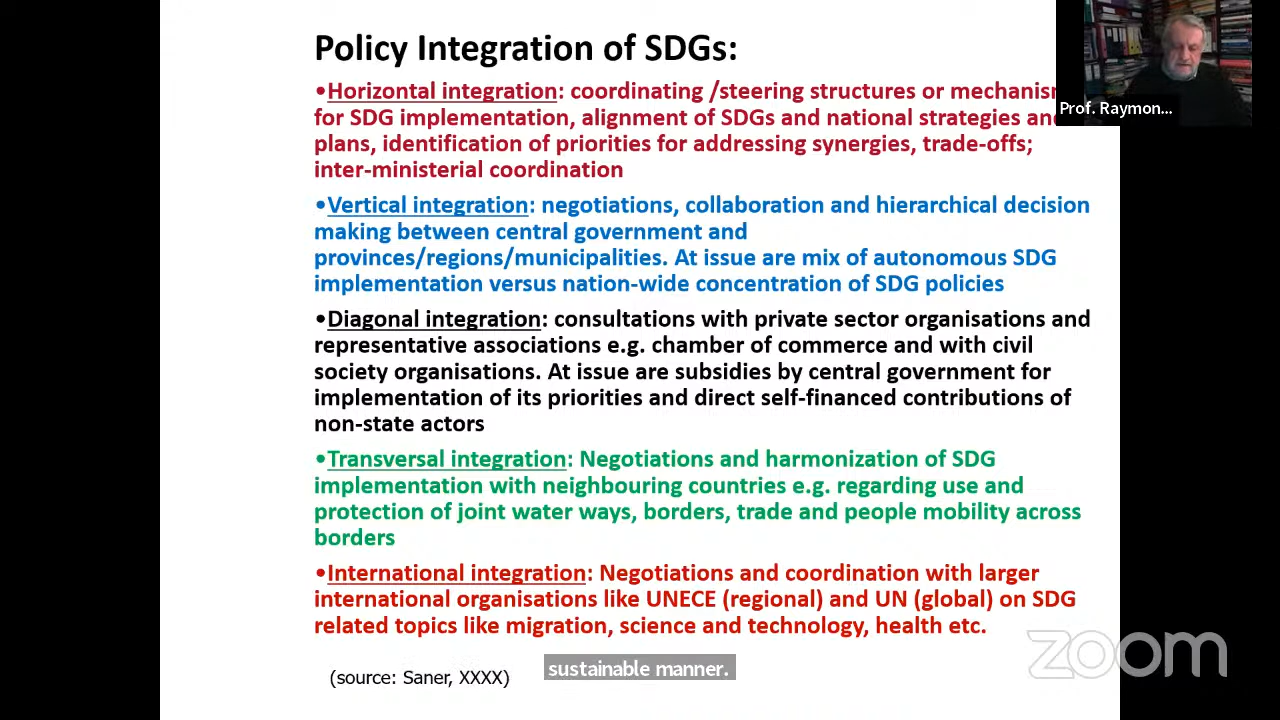 Policy Integration of SDGs:
•Horizontal integration: coordinating /steering structures or mechanism
for SDG implementation, alignment of SDGs and national strategies and
plans, identification of priorities for addressing synergies, trade-offs;
inter-ministerial coordination
•Vertical integration: negotiations, collaboration and hierarchical decision
making between central government and
provinces/regions/municipalities. At issue are mix of autonomous SDG
implementation versus nation-wide concentration of SDG policies
•Diagonal integration: consultations with private sector organisations and
representative associations e.g. chamber of commerce and with civil
society organisations. At issue are subsidies by central government for
implementation of its priorities and direct self-financed contributions of
non-state actors
•Transversal integration: Negotiations and harmonization of SDG
implementation with neighbouring countries e.g. regarding use and
protection of joint water ways, borders, trade and people mobility across
borders
•International integration: Negotiations and coordination with larger
international organisations like UNECE (regional) and UN (global) on SDG
related topics like migration, science and technology, health etc.
(source: Saner, XXXX)
sustainable manner.
Prof. Raymon...
zoom